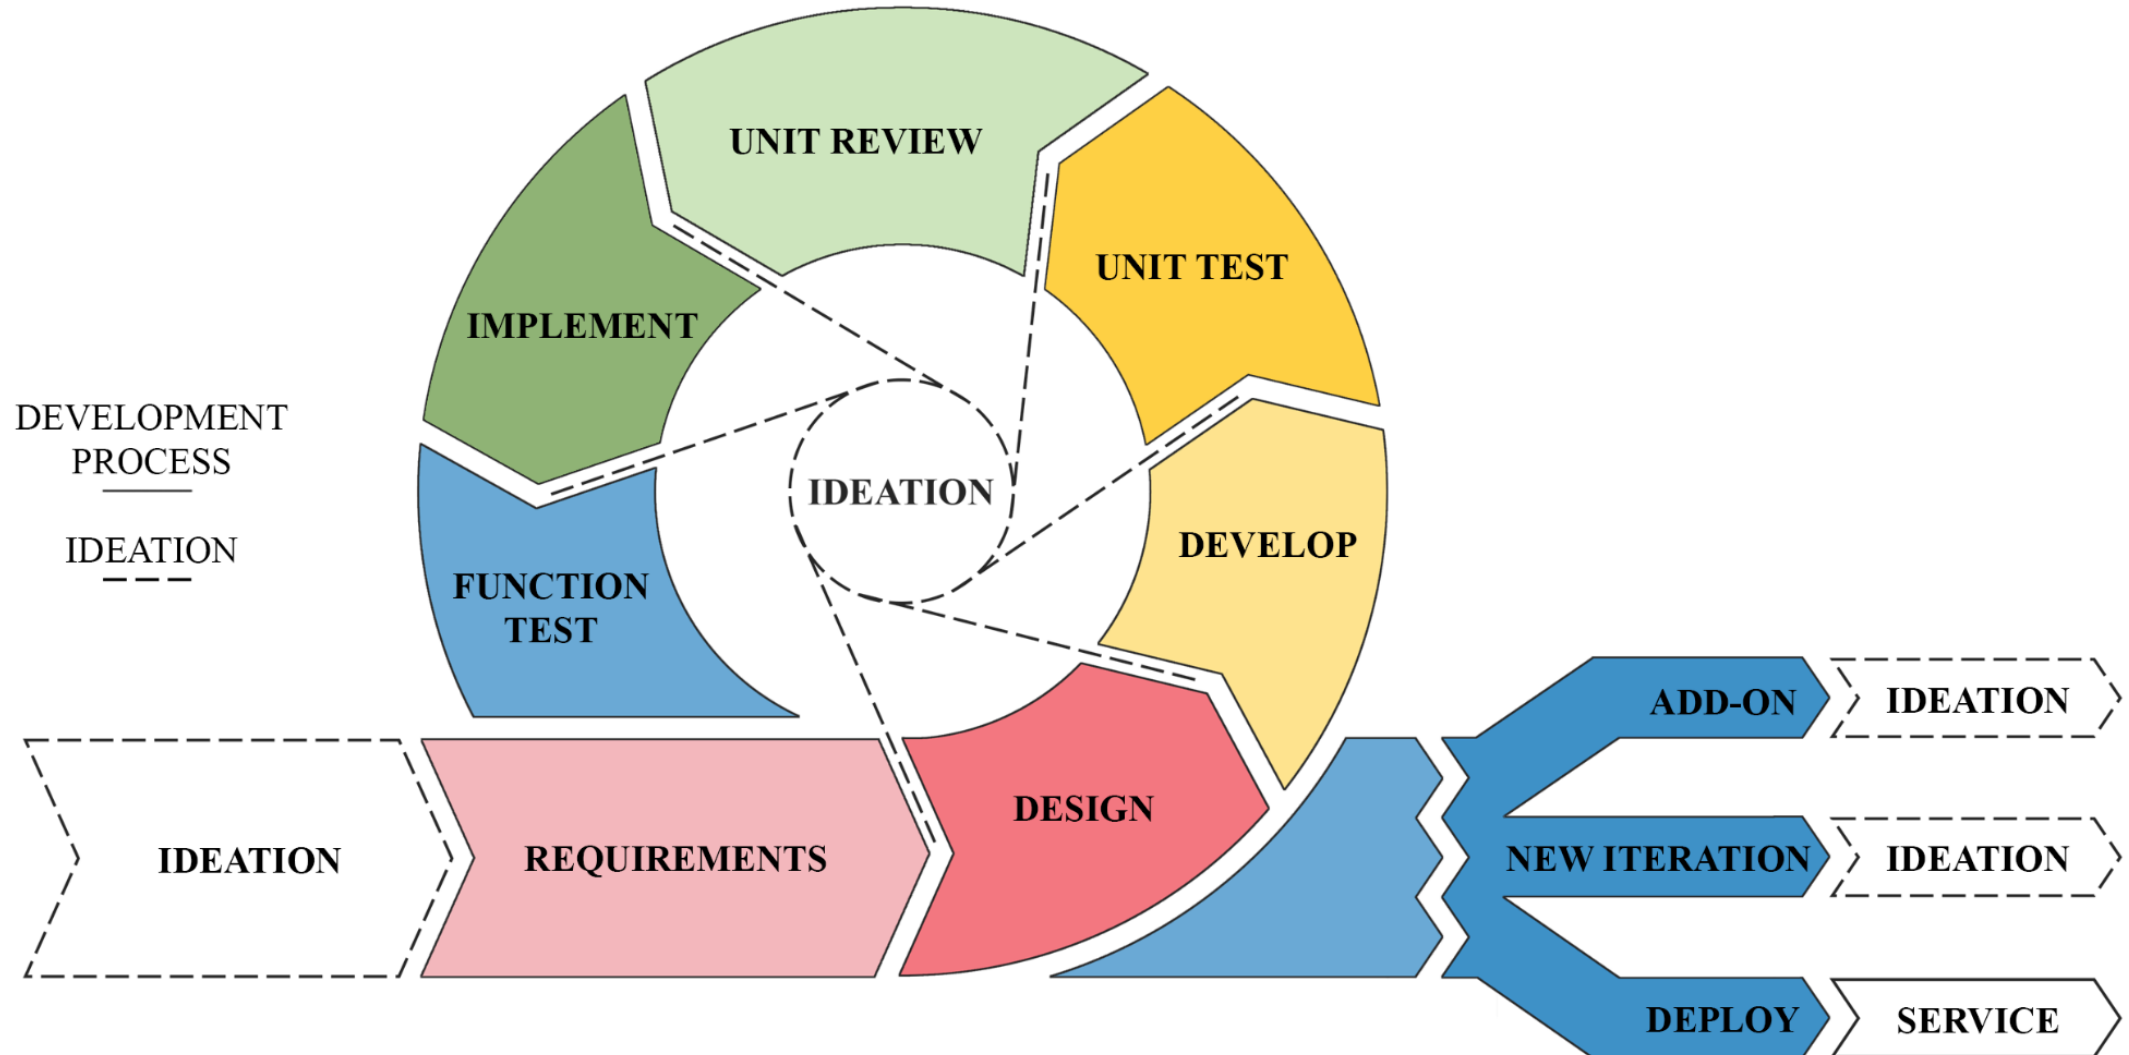 UNIT REVIEW
UNIT TEST
IMPLEMENT
DEVELOPMENT
PROCESS
IDEATION
IDEATION
DEVELOP
FUNCTION
TEST
ADD-ON
IDEATION
DESIGN
IDEATION
REQUIREMENTS
NEW ITERATION
IDEATION
DEPLOY
SERVICE